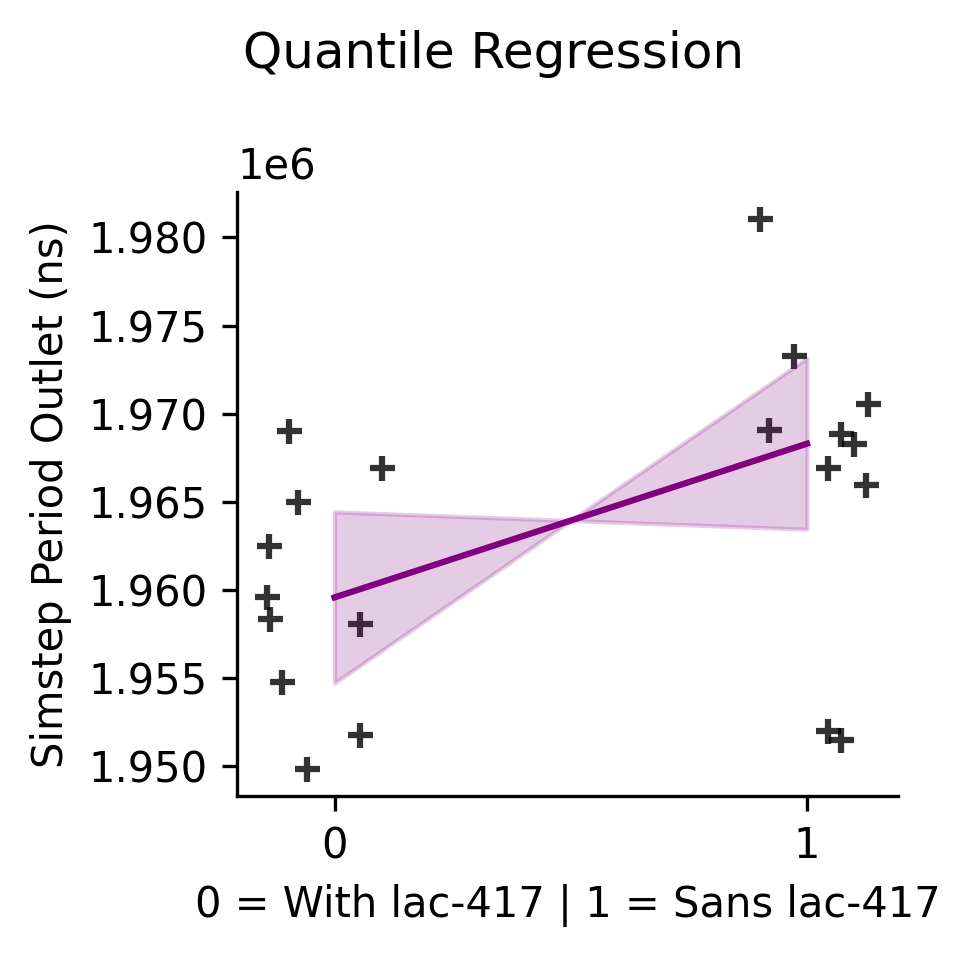 Quantile Regression
1e6
1.980
1.975
1.970
1.965
1.960
1.955
1.950
Simstep Period Outlet (ns)
0 1
0 = With lac-417 | 1 = Sans lac-417